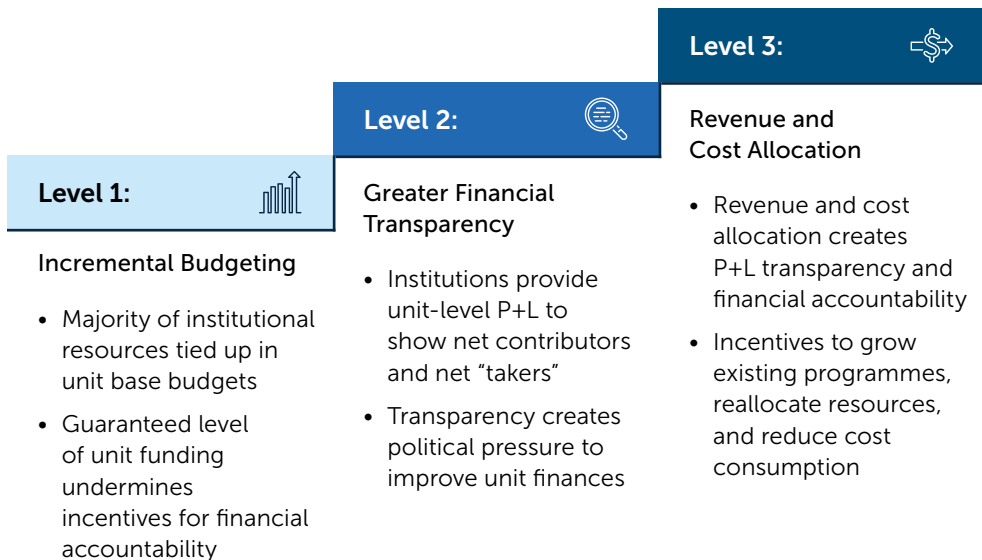 Level 1:
Incremental Budgeting
• Majority of institutional
resources tied up in
unit base budgets
• Guaranteed level
of unit funding
undermines
incentives for financial
accountability
Level 2:
Greater Financial
Transparency
• Institutions provide
unit-level P+L to
show net contributors
and net “takers”
• Transparency creates
political pressure to
improve unit finances
Level 3:
Revenue and
Cost Allocation
• Revenue and cost
allocation creates
P+L transparency and
financial accountability
• Incentives to grow
existing programmes,
reallocate resources,
and reduce cost
consumption